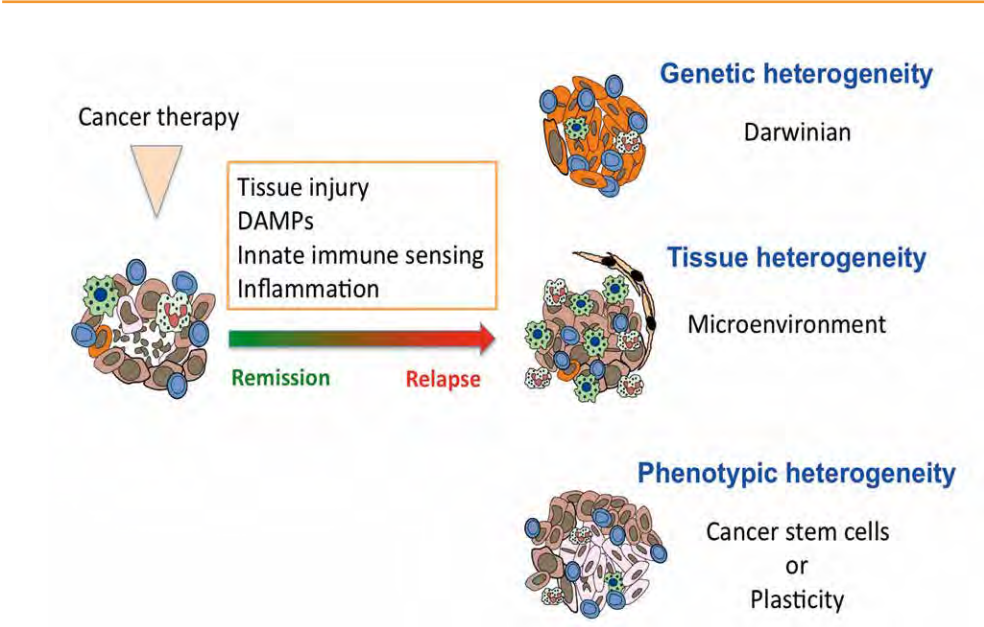 Cancer therapy
Tissue injury
DAMPs
Innate immune sensing
Inflammation
Remission
Relapse
Genetic heterogeneity
Darwinian
Tissue heterogeneity
Microenvironment
Phenotypic heterogeneity
Cancer stem cells
or
Plasticity